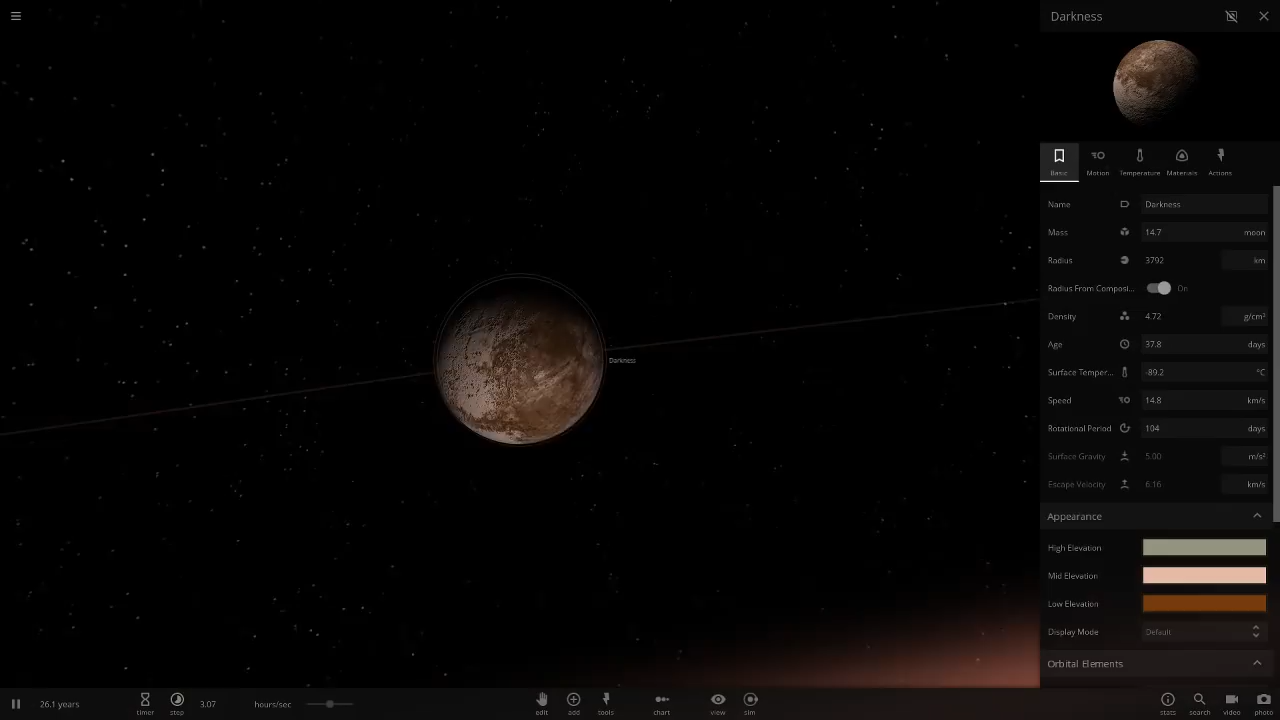 Darkness
Basic Motion Temperature Materials Actions
Name Darkness
Mass 14.7 moon
Radius 3792 km
Radius From Composi... On
Density 4.72 g/cm³
Age 37.8 days
Surface Temper... -89.2 °C
Speed 14.8 km/s
Rotational Period 104 days
Surface Gravity 5.00 m/s²
Escape Velocity 6.16 km/s
Appearance
High Elevation
Mid Elevation
Low Elevation
Display Mode Default
Orbital Elements
Darkness
26.1 years timer step 3.07 hours/sec edit add tools chart view sim stats search video photo